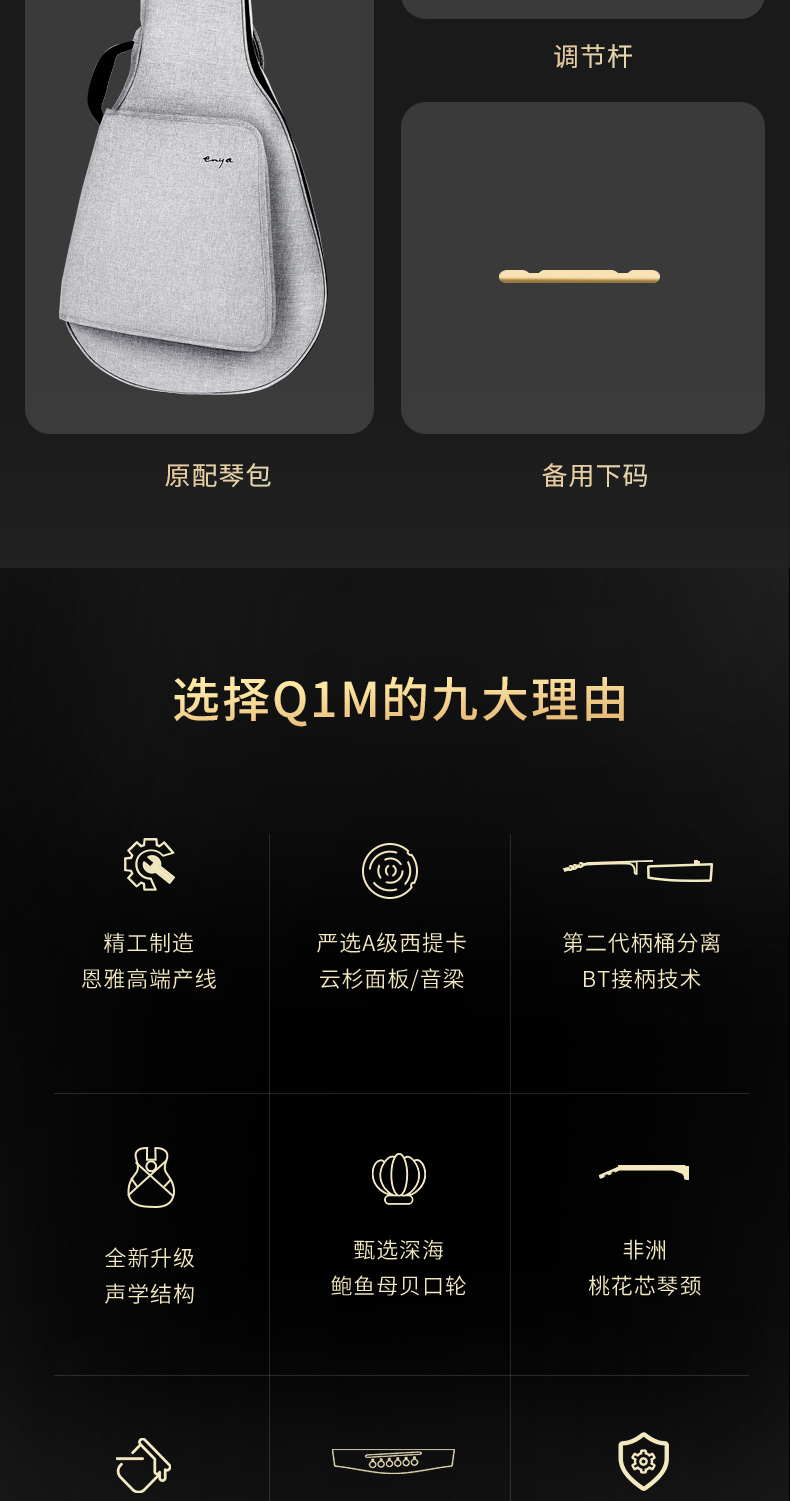 调节杆
enya
原配琴包
备用下码
选择Q1M的九大理由
精工制造
恩雅高端产线
严选A级西提卡
云杉面板/音梁
第二代柄桶分离
BT接柄技术
全新升级
声学结构
甄选深海
鲍鱼母贝口轮
非洲
桃花芯琴颈